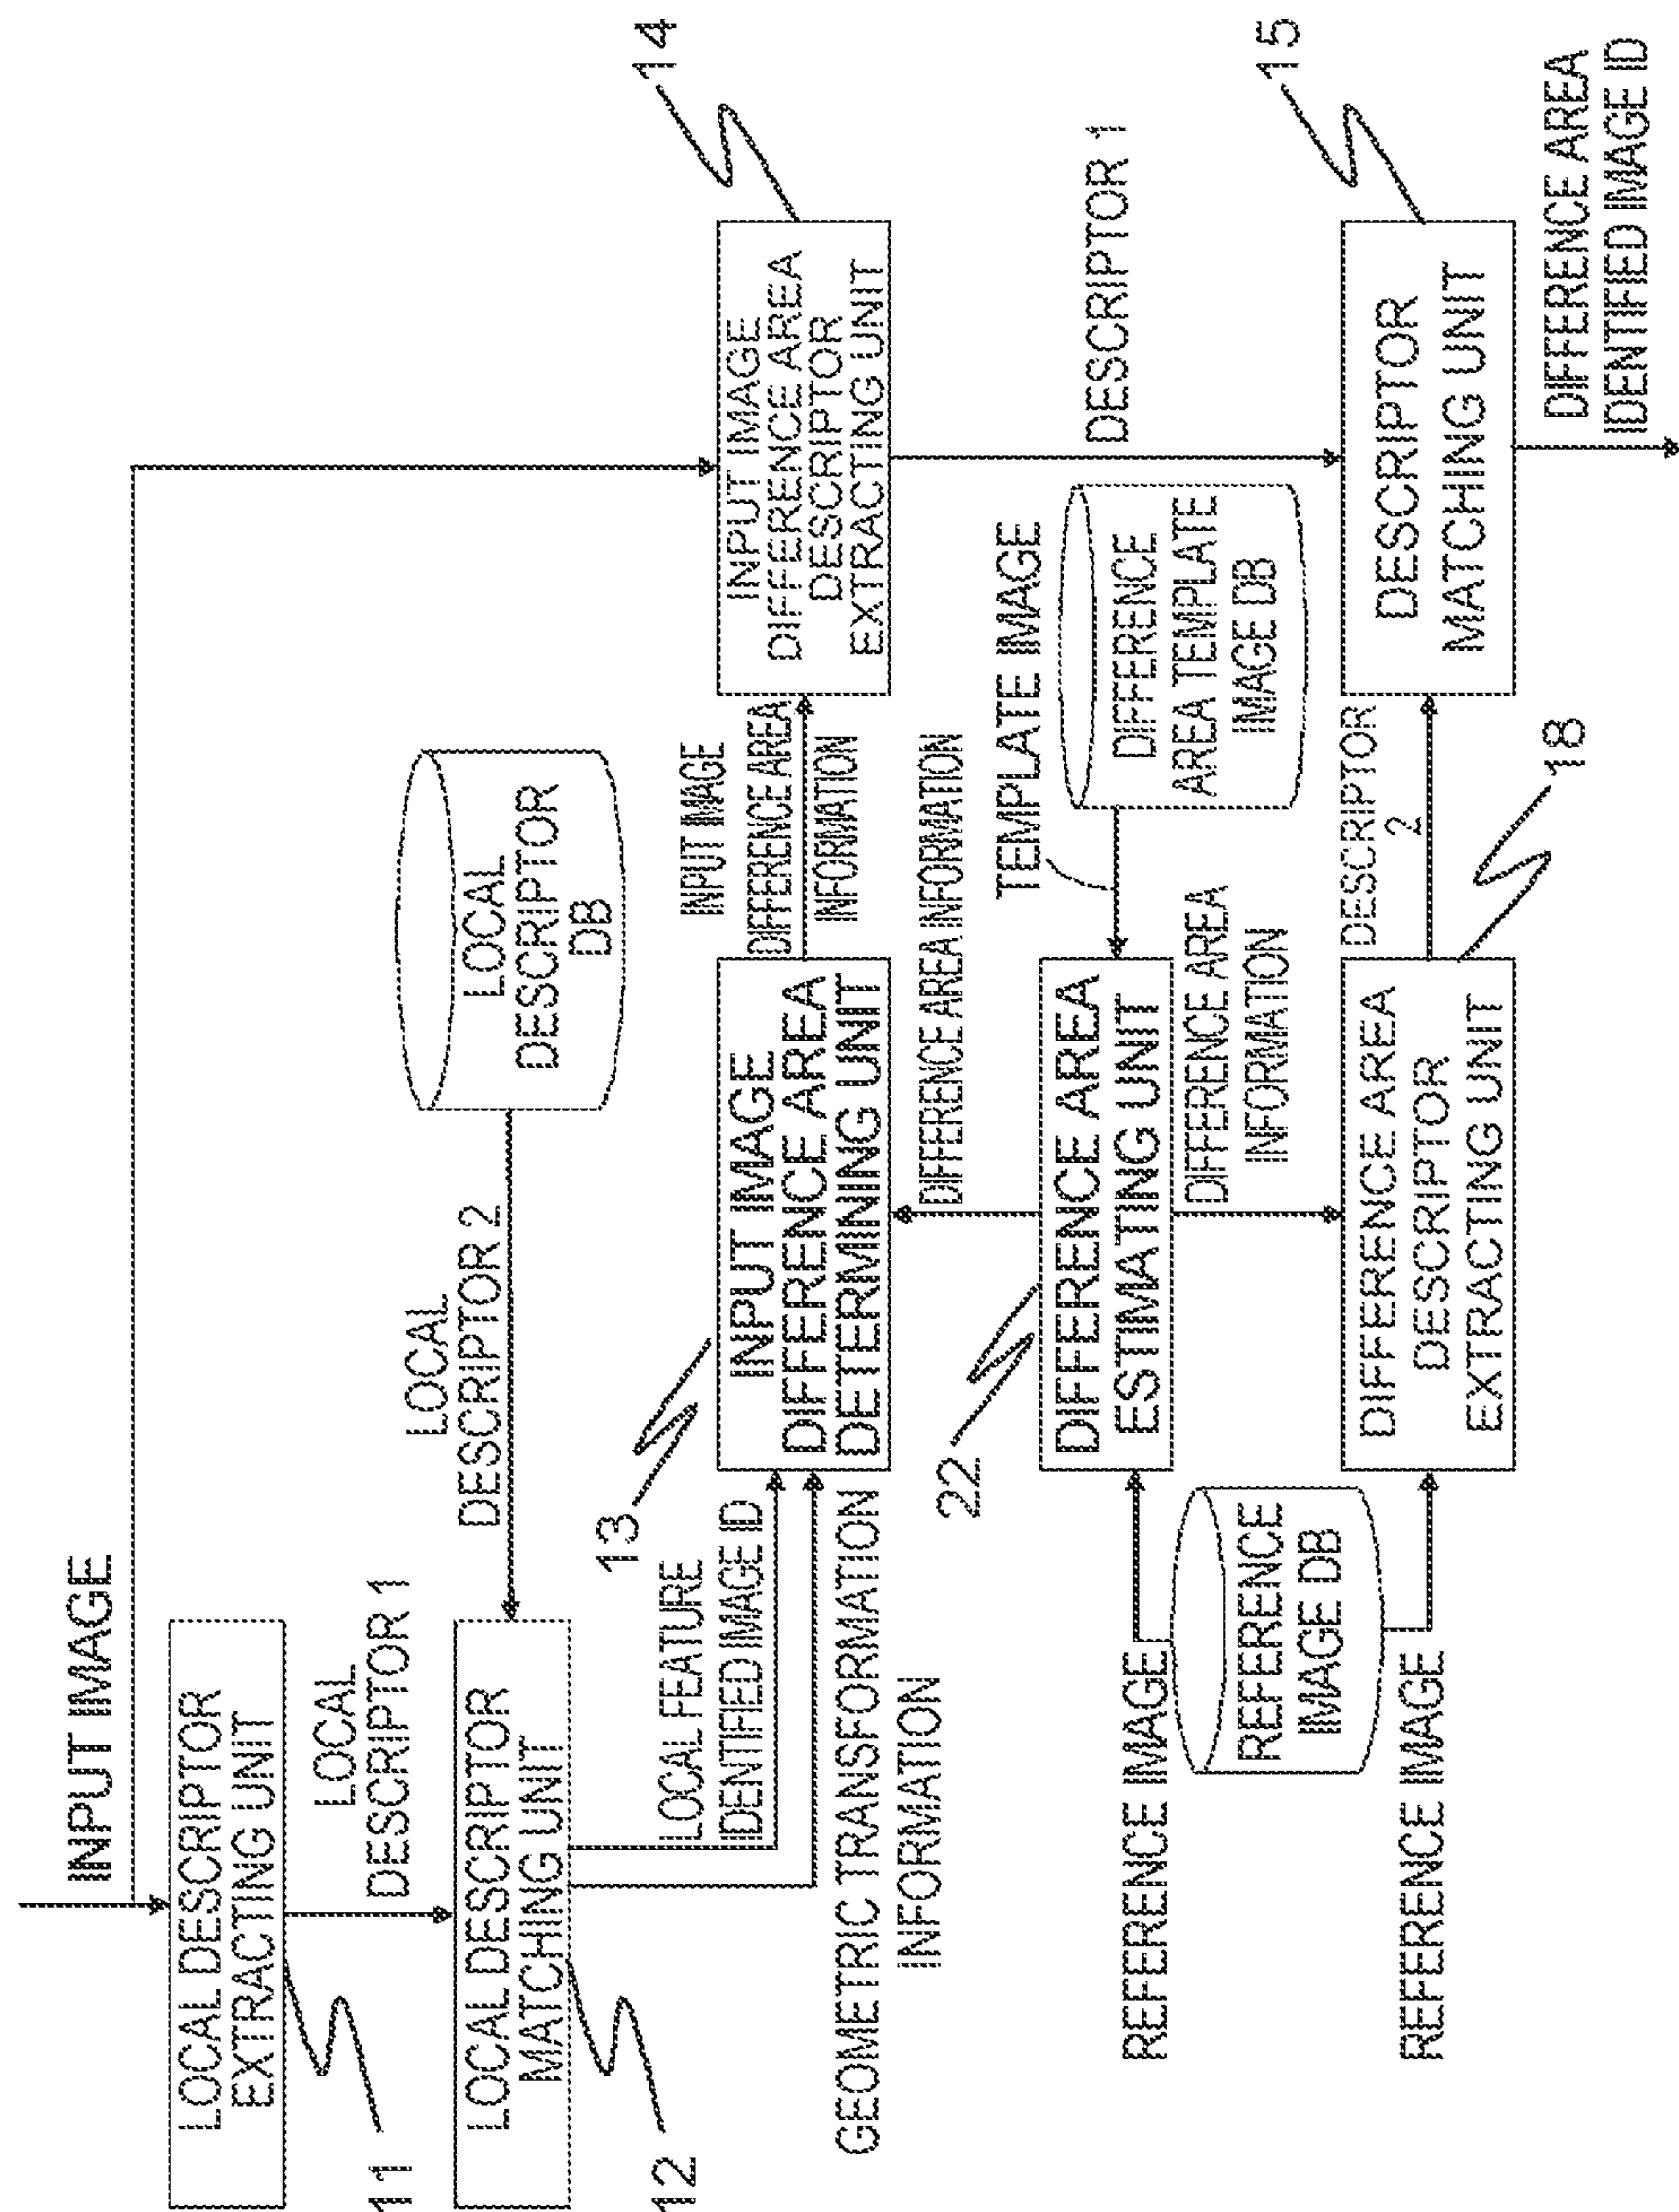 INPUT IMAGE
LOCAL DESCRIPTOR
EXTRACTING UNIT
11
LOCAL
DESCRIPTOR 1
LOCAL DESCRIPTOR
MATCHING UNIT
12
LOCAL
DESCRIPTOR 2
LOCAL
DESCRIPTOR
DB
LOCAL FEATURE
IDENTIFIED IMAGE ID
GEOMETRIC TRANSFORMATION
INFORMATION
13
INPUT IMAGE
DIFFERENCE AREA
DETERMINING UNIT
INPUT IMAGE
DIFFERENCE AREA
INFORMATION
INPUT IMAGE
DIFFERENCE AREA
DESCRIPTOR
EXTRACTING UNIT
14
DIFFERENCE AREA INFORMATION
22
DIFFERENCE AREA
ESTIMATING UNIT
TEMPLATE IMAGE
DIFFERENCE
AREA TEMPLATE
IMAGE DB
DESCRIPTOR 1
REFERENCE IMAGE
REFERENCE
IMAGE DB
REFERENCE IMAGE
DIFFERENCE AREA
INFORMATION
DIFFERENCE AREA
DESCRIPTOR
EXTRACTING UNIT
18
DESCRIPTOR
2
DESCRIPTOR
MATCHING UNIT
15
DIFFERENCE AREA
IDENTIFIED IMAGE ID